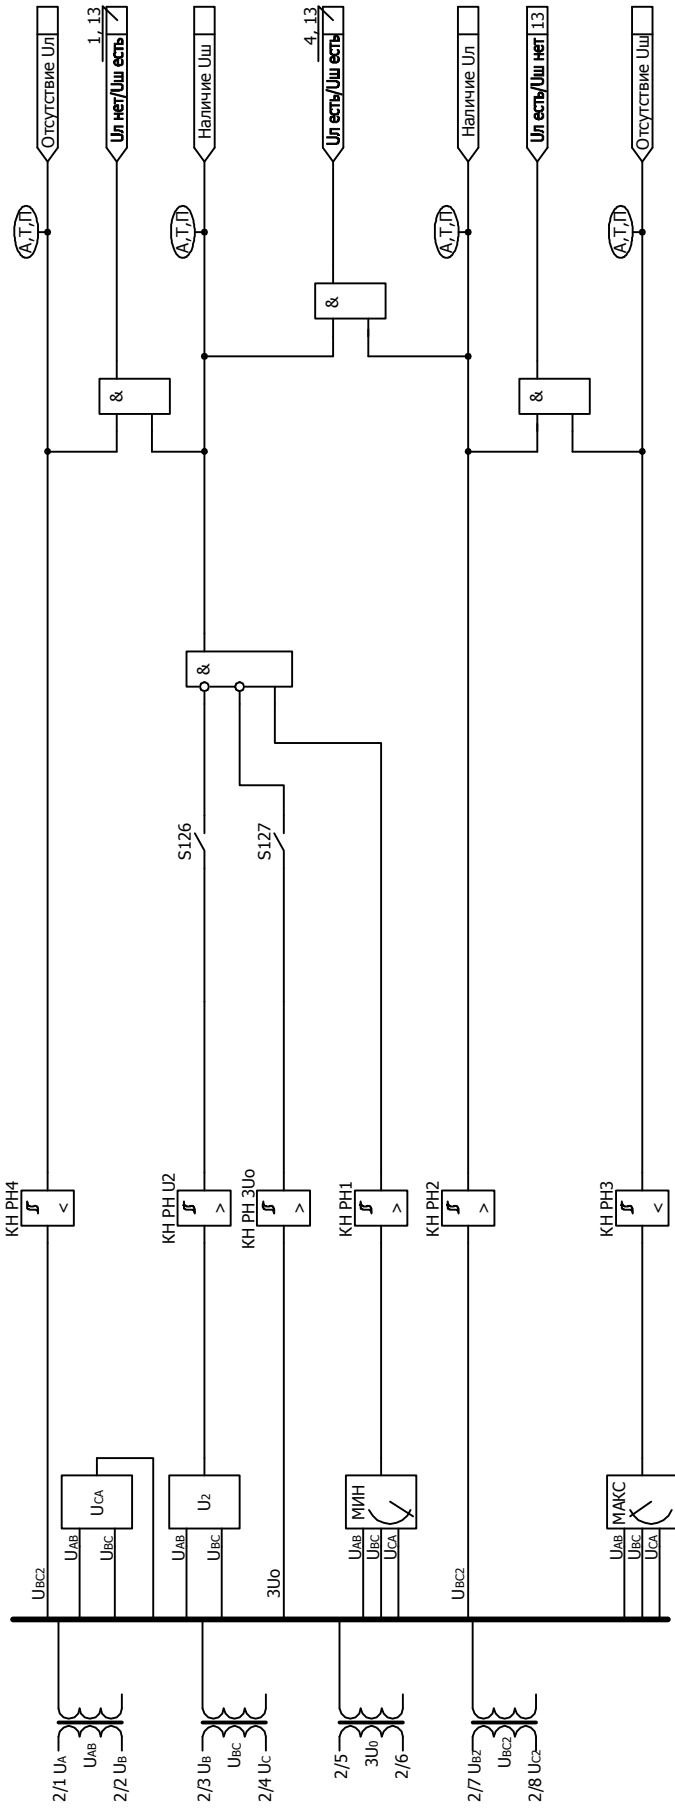 2/1 UA
UAB
2/2 UB
2/3 UB
UBC
2/4 UC
2/5
3U0
2/6
2/7 UB2
UBC2
2/8 UC2
UBC2
UAB
UBC
UCA
UAB
UBC
U2
3Uo
UAB
UBC
UCA
МИН
UBC2
UAB
UBC
UCA
МАКС
КН РН4
<
КН РН U2
>
КН РН 3Uo
>
КН РН1
>
КН РН2
>
КН РН3
<
S126
S127
&
&
&
&
А,Т,П
А,Т,П
А,Т,П
А,Т,П
Отсутствие Uл
Uл нет/Uш есть
1, 13
Наличие Uш
Uл есть/Uш есть
4, 13
Наличие Uл
Uл есть/Uш нет 13
Отсутствие Uш